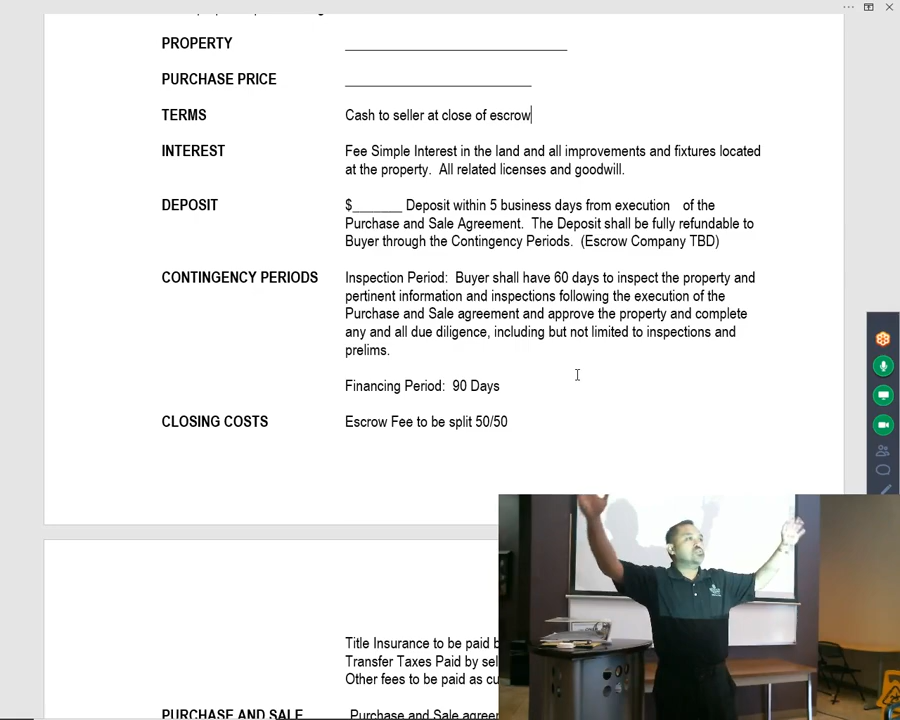 PROPERTY
PURCHASE PRICE
TERMS Cash to seller at close of escrow
INTEREST Fee Simple Interest in the land and all improvements and fixtures located
at the property. All related licenses and goodwill.
DEPOSIT $_______ Deposit within 5 business days from execution of the
Purchase and Sale Agreement. The Deposit shall be fully refundable to
Buyer through the Contingency Periods. (Escrow Company TBD)
CONTINGENCY PERIODS Inspection Period: Buyer shall have 60 days to inspect the property and
pertinent information and inspections following the execution of the
Purchase and Sale agreement and approve the property and complete
any and all due diligence, including but not limited to inspections and
prelims.
Financing Period: 90 Days
CLOSING COSTS Escrow Fee to be split 50/50
Title Insurance to be paid
Transfer Taxes Paid by
Other fees to be paid as
PURCHASE AND SALE Purchase and Sale